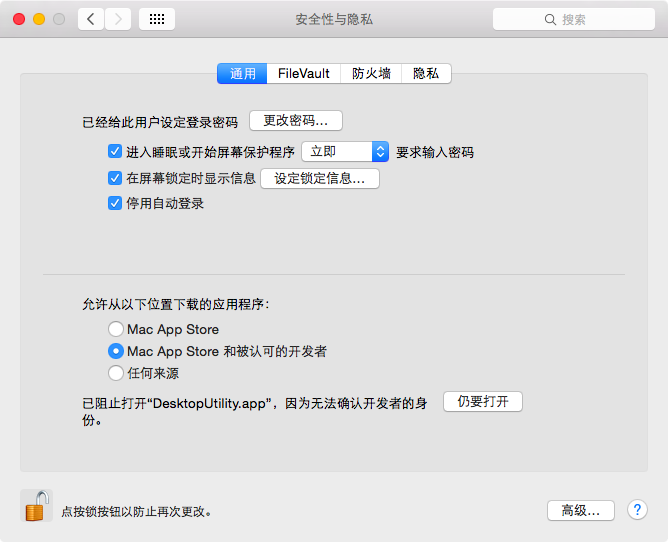 安全性与隐私
搜索
通用 FileVault 防火墙 隐私
已经给此用户设定登录密码 更改密码...
进入睡眠或开始屏幕保护程序 立即 要求输入密码
在屏幕锁定时显示信息 设定锁定信息...
停用自动登录
允许从以下位置下载的应用程序：
Mac App Store
Mac App Store 和被认可的开发者
任何来源
已阻止打开“DesktopUtility.app”，因为无法确认开发者的身
份。
仍要打开
点按锁按钮以防止再次更改。
高级...
?